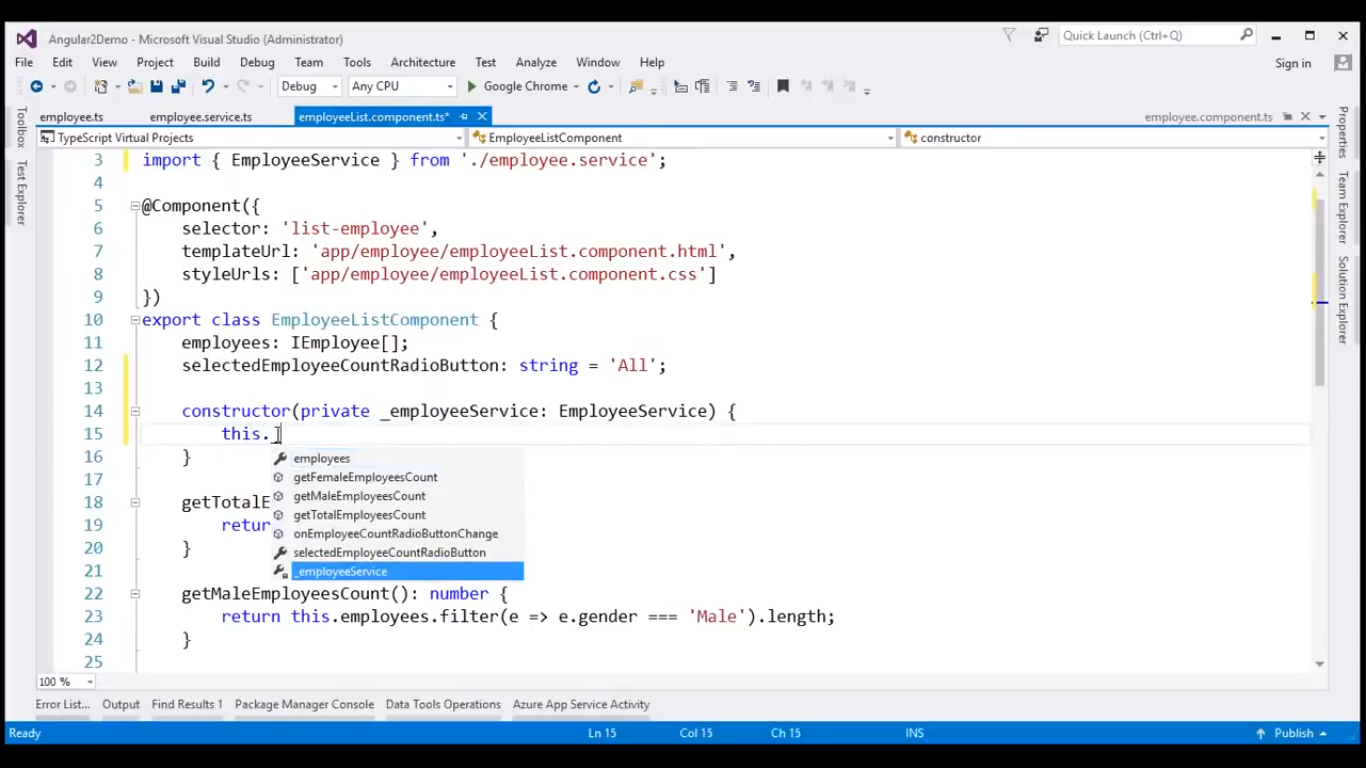 Angular2Demo - Microsoft Visual Studio (Administrator)
Quick Launch (Ctrl+Q)
File Edit View Project Build Debug Team Tools Architecture Test Analyze Window Help
Sign in
Debug Any CPU Google Chrome
employee.ts employee.service.ts employeeList.component.ts* employee.component.ts
TypeScript Virtual Projects EmployeeListComponent constructor
Toolbox
Test Explorer
Properties
Team Explorer
Solution Explorer
3 import { EmployeeService } from './employee.service';
4
5 @Component({
6 selector: 'list-employee',
7 templateUrl: 'app/employee/employeeList.component.html',
8 styleUrls: ['app/employee/employeeList.component.css']
9 })
10 export class EmployeeListComponent {
11 employees: IEmployee[];
12 selectedEmployeeCountRadioButton: string = 'All';
13
14 constructor(private _employeeService: EmployeeService) {
15 this._
16 }
17
18 getTotalE
19 retur
20 }
21
22 getMaleEmployeesCount(): number {
23 return this.employees.filter(e => e.gender === 'Male').length;
24 }
25
employees
getFemaleEmployeesCount
getMaleEmployeesCount
getTotalEmployeesCount
onEmployeeCountRadioButtonChange
selectedEmployeeCountRadioButton
_employeeService
100 %
Error List... Output Find Results 1 Package Manager Console Data Tools Operations Azure App Service Activity
Ready Ln 15 Col 15 Ch 15 INS Publish